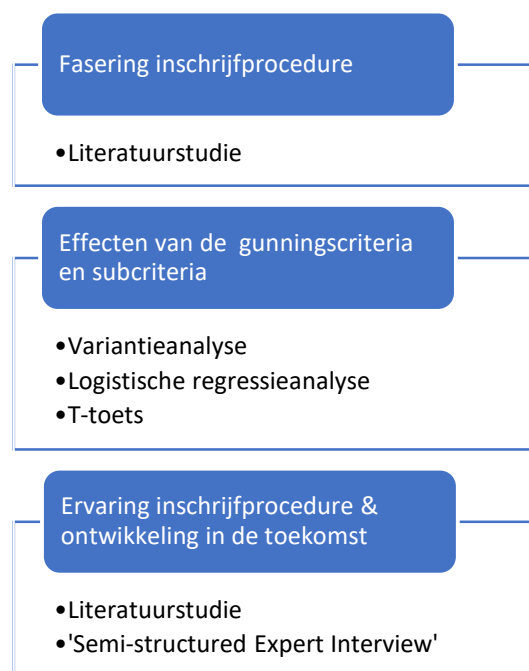 Fasering inschrijfprocedure
•Literatuurstudie
Effecten van de gunningscriteria
en subcriteria
•Variantieanalyse
•Logistische regressieanalyse
•T-toets
Ervaring inschrijfprocedure &
ontwikkeling in de toekomst
•Literatuurstudie
•'Semi-structured Expert Interview'